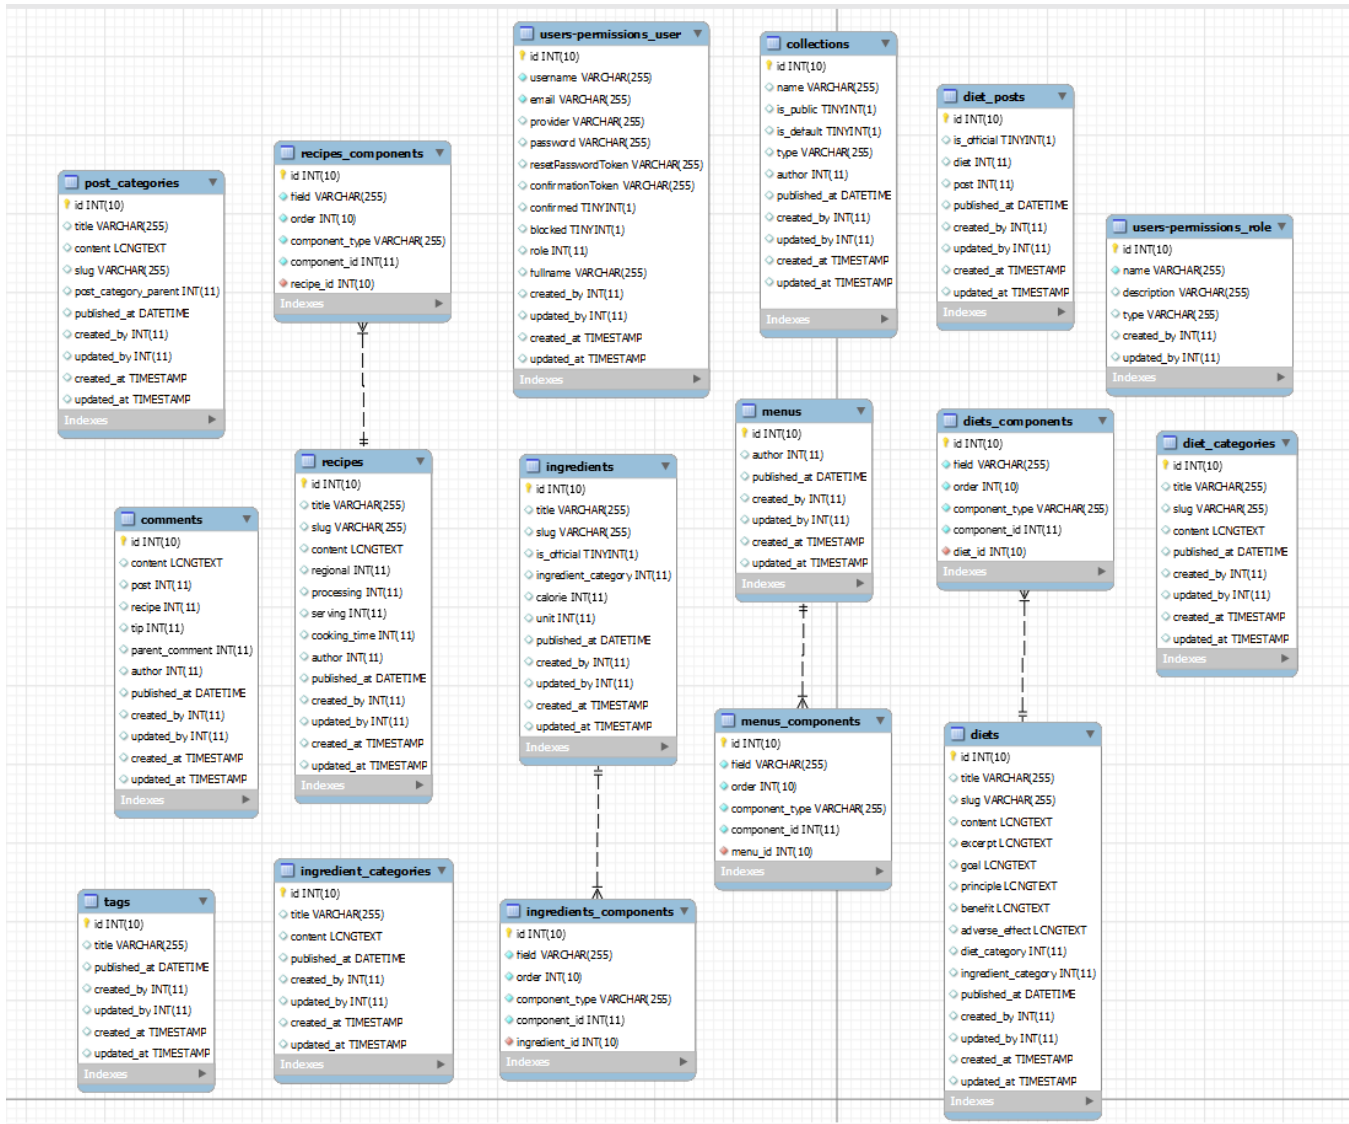 users-permissions_user
id INT(10)
username VARCHAR(255)
email VARCHAR(255)
provider VARCHAR(255)
password VARCHAR(255)
resetPasswordToken VARCHAR(255)
confirmationToken VARCHAR(255)
confirmed TINYINT(1)
blocked TINYINT(1)
role INT(11)
fullname VARCHAR(255)
created_by INT(11)
updated_by INT(11)
created_at TIMESTAMP
updated_at TIMESTAMP
Indexes
collections
id INT(10)
name VARCHAR(255)
is_public TINYINT(1)
is_default TINYINT(1)
type VARCHAR(255)
author INT(11)
published_at DATETIME
created_by INT(11)
updated_by INT(11)
created_at TIMESTAMP
updated_at TIMESTAMP
Indexes
diet_posts
id INT(10)
is_official TINYINT(1)
diet INT(11)
post INT(11)
published_at DATETIME
created_by INT(11)
updated_by INT(11)
created_at TIMESTAMP
updated_at TIMESTAMP
Indexes
recipes_components
id INT(10)
field VARCHAR(255)
order INT(10)
component_type VARCHAR(255)
component_id INT(11)
recipe_id INT(10)
Indexes
post_categories
id INT(10)
title VARCHAR(255)
content LONGTEXT
slug VARCHAR(255)
post_category_parent INT(11)
published_at DATETIME
created_by INT(11)
updated_by INT(11)
created_at TIMESTAMP
updated_at TIMESTAMP
Indexes
users-permissions_role
id INT(10)
name VARCHAR(255)
description VARCHAR(255)
type VARCHAR(255)
created_by INT(11)
updated_by INT(11)
Indexes
menus
id INT(10)
author INT(11)
published_at DATETIME
created_by INT(11)
updated_by INT(11)
created_at TIMESTAMP
updated_at TIMESTAMP
Indexes
diets_components
id INT(10)
field VARCHAR(255)
order INT(10)
component_type VARCHAR(255)
component_id INT(11)
diet_id INT(10)
Indexes
diet_categories
id INT(10)
title VARCHAR(255)
slug VARCHAR(255)
content LONGTEXT
published_at DATETIME
created_by INT(11)
updated_by INT(11)
created_at TIMESTAMP
updated_at TIMESTAMP
Indexes
recipes
id INT(10)
title VARCHAR(255)
slug VARCHAR(255)
content LONGTEXT
regional INT(11)
processing INT(11)
serving INT(11)
cooking_time INT(11)
author INT(11)
published_at DATETIME
created_by INT(11)
updated_by INT(11)
created_at TIMESTAMP
updated_at TIMESTAMP
Indexes
ingredients
id INT(10)
title VARCHAR(255)
slug VARCHAR(255)
is_official TINYINT(1)
ingredient_category INT(11)
calorie INT(11)
unit INT(11)
published_at DATETIME
created_by INT(11)
updated_by INT(11)
created_at TIMESTAMP
updated_at TIMESTAMP
Indexes
comments
id INT(10)
content LONGTEXT
post INT(11)
recipe INT(11)
tip INT(11)
parent_comment INT(11)
author INT(11)
published_at DATETIME
created_by INT(11)
updated_by INT(11)
created_at TIMESTAMP
updated_at TIMESTAMP
Indexes
menus_components
id INT(10)
field VARCHAR(255)
order INT(10)
component_type VARCHAR(255)
component_id INT(11)
menu_id INT(10)
Indexes
diets
id INT(10)
title VARCHAR(255)
slug VARCHAR(255)
content LONGTEXT
excerpt LONGTEXT
goal LONGTEXT
principle LONGTEXT
benefit LONGTEXT
adverse_effect LONGTEXT
diet_category INT(11)
ingredient_category INT(11)
published_at DATETIME
created_by INT(11)
updated_by INT(11)
created_at TIMESTAMP
updated_at TIMESTAMP
Indexes
ingredient_categories
id INT(10)
title VARCHAR(255)
content LONGTEXT
published_at DATETIME
created_by INT(11)
updated_by INT(11)
created_at TIMESTAMP
updated_at TIMESTAMP
Indexes
tags
id INT(10)
title VARCHAR(255)
published_at DATETIME
created_by INT(11)
updated_by INT(11)
created_at TIMESTAMP
updated_at TIMESTAMP
Indexes
ingredients_components
id INT(10)
field VARCHAR(255)
order INT(10)
component_type VARCHAR(255)
component_id INT(11)
ingredient_id INT(10)
Indexes